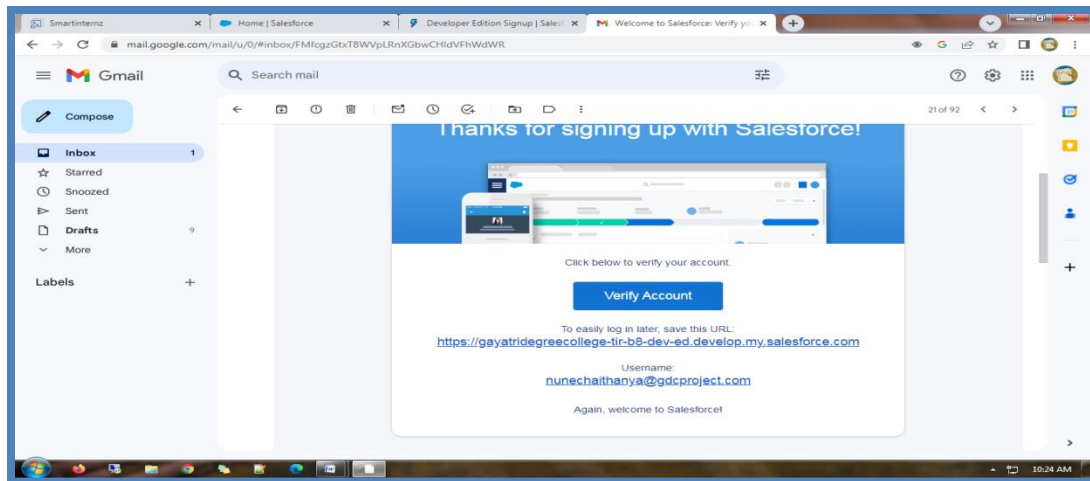 Smartinternz
Home | Salesforce
Developer Edition Signup | Salesf
Welcome to Salesforce: Verify yo
mail.google.com/mail/u/0/#inbox/FMfcgzGtxTBWVpLRnXGbwCHIdVFhWdWR
Gmail
Search mail
Compose
21 of 92
Inbox 1
Starred
Snoozed
Sent
Drafts 9
More
Labels
Thanks for signing up with Salesforce!
Click below to verify your account.
Verify Account
To easily log in later, save this URL:
https://gayatridegreecollege-tir-b8-dev-ed.develop.my.salesforce.com
Username:
nunechaithanya@gdcproject.com
Again, welcome to Salesforce!
10:24 AM